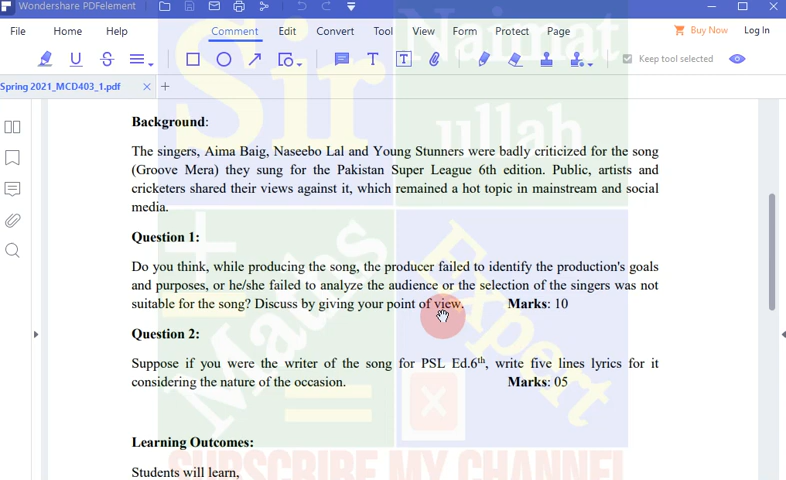 Wondershare PDFelement
File Home Help Comment Edit Convert Tool View Form Protect Page Buy Now Log In
T T Keep tool selected
Spring 2021_MCD403_1.pdf × +
Sir
Naimat
ullah
Background:
The singers, Aima Baig, Naseebo Lal and Young Stunners were badly criticized for the song
(Groove Mera) they sung for the Pakistan Super League 6th edition. Public, artists and
cricketers shared their views against it, which remained a hot topic in mainstream and social
media.
Question 1:
Do you think, while producing the song, the producer failed to identify the production's goals
and purposes, or he/she failed to analyze the audience or the selection of the singers was not
suitable for the song? Discuss by giving your point of view. Marks: 10
Question 2:
Suppose if you were the writer of the song for PSL Ed.6th, write five lines lyrics for it
considering the nature of the occasion. Marks: 05
Maths Expert
Learning Outcomes:
SUBSCRIBE MY CHANNEL
Students will learn,